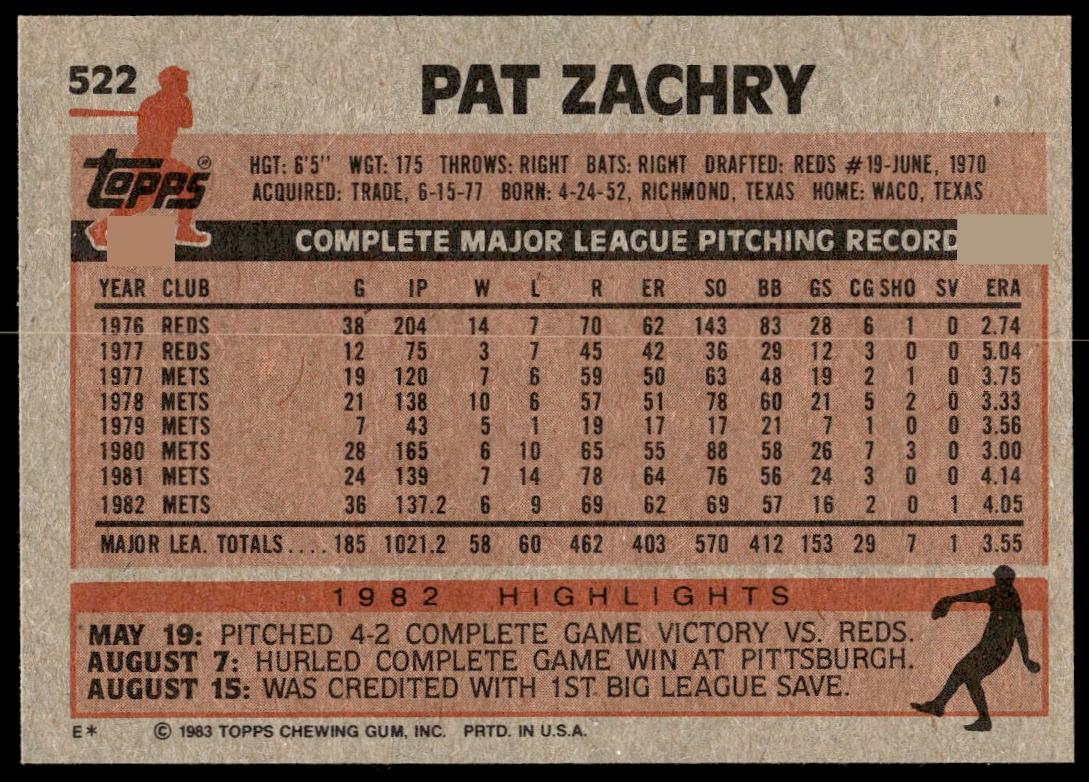 522
PAT ZACHRY
topps®
HGT: 6'5" WGT: 175 THROWS: RIGHT BATS: RIGHT DRAFTED: REDS #19-JUNE, 1970
ACQUIRED: TRADE, 6-15-77 BORN: 4-24-52, RICHMOND, TEXAS HOME: WACO, TEXAS
COMPLETE MAJOR LEAGUE PITCHING RECORD
YEAR CLUB G IP W L R ER SO BB GS CG SHO SV ERA
1976 REDS 38 204 14 7 70 62 143 83 28 6 1 0 2.74
1977 REDS 12 75 3 7 45 42 36 29 12 3 0 0 5.04
1977 METS 19 120 7 6 59 50 63 48 19 2 1 0 3.75
1978 METS 21 138 10 6 57 51 78 60 21 5 2 0 3.33
1979 METS 7 43 5 1 19 17 17 21 7 1 0 0 3.56
1980 METS 28 165 6 10 65 55 88 58 26 7 3 0 3.00
1981 METS 24 139 7 14 78 64 76 56 24 3 0 0 4.14
1982 METS 36 137.2 6 9 69 62 69 57 16 2 0 1 4.05
MAJOR LEA. TOTALS.... 185 1021.2 58 60 462 403 570 412 153 29 7 1 3.55
1982 HIGHLIGHTS
MAY 19: PITCHED 4-2 COMPLETE GAME VICTORY VS. REDS.
AUGUST 7: HURLED COMPLETE GAME WIN AT PITTSBURGH.
AUGUST 15: WAS CREDITED WITH 1ST BIG LEAGUE SAVE.
E* © 1983 TOPPS CHEWING GUM, INC. PRTD. IN U.S.A.